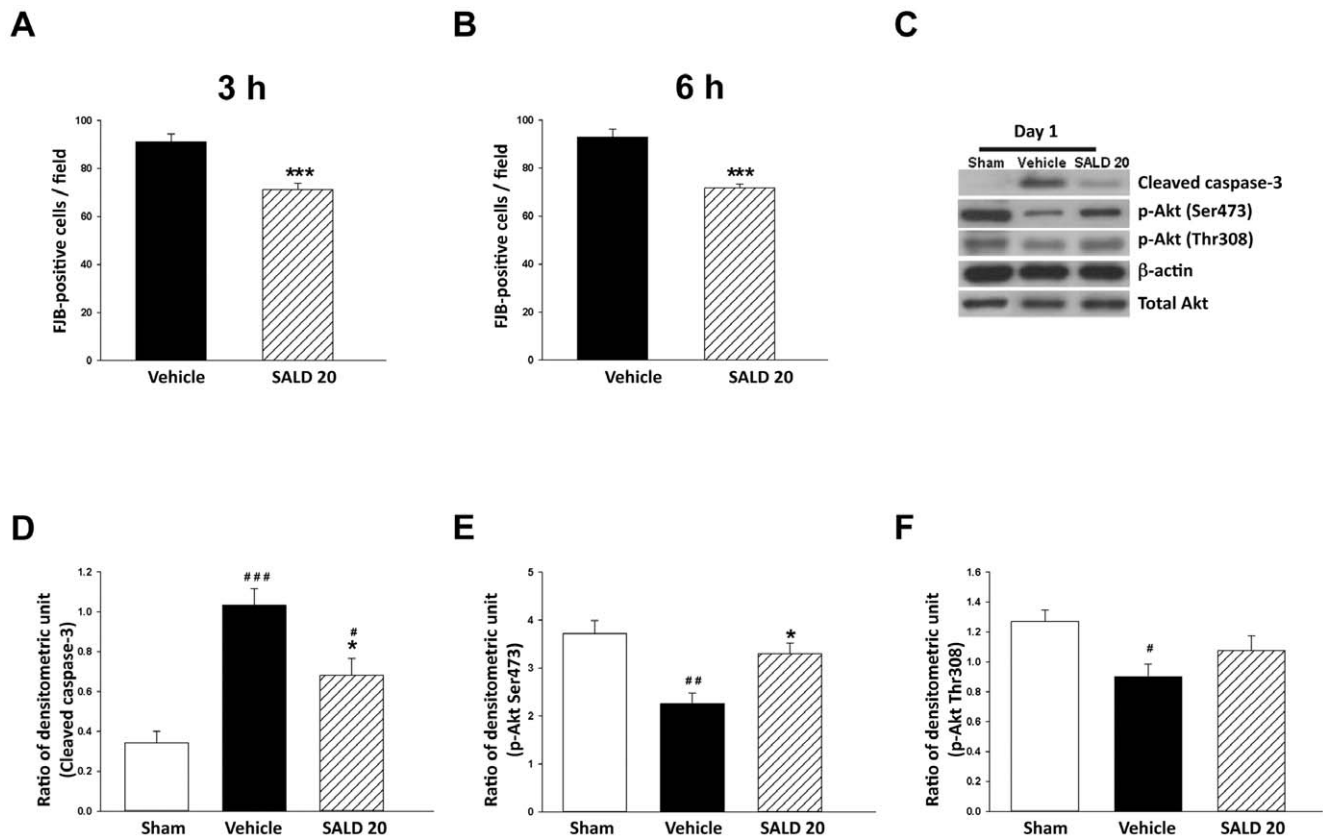 A
B
C
3 h
100
80
60
40
20
0
FJB-positive cells / field
***
Vehicle
SALD 20
6 h
100
80
60
40
20
0
FJB-positive cells / field
***
Vehicle
SALD 20
Day 1
Sham Vehicle SALD 20
Cleaved caspase-3
p-Akt (Ser473)
p-Akt (Thr308)
β-actin
Total Akt
D
E
F
1.2
1.0
0.8
0.6
0.4
0.2
0.0
Ratio of densitometric unit
(Cleaved caspase-3)
# # #
#
*
Sham
Vehicle
SALD 20
5
4
3
2
1
0
Ratio of densitometric unit
(p-Akt Ser473)
# #
*
Sham
Vehicle
SALD 20
1.6
1.4
1.2
1.0
0.8
0.6
0.4
0.2
0.0
Ratio of densitometric unit
(p-Akt Thr308)
#
Sham
Vehicle
SALD 20